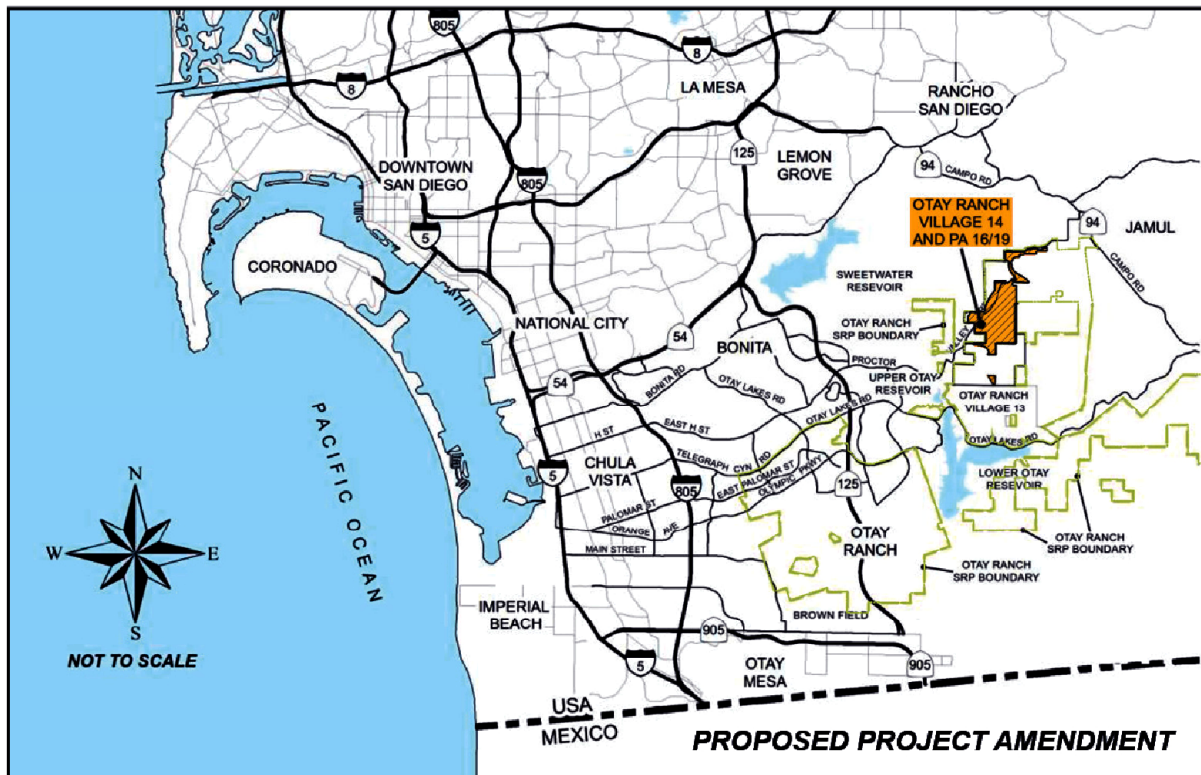 805
8
8
LA MESA
RANCHO
SAN DIEGO
125
LEMON
GROVE
94
CAMPO RD
DOWNTOWN
SAN DIEGO
805
OTAY RANCH
VILLAGE 14
AND PA 16/19
94
JAMUL
5
CORONADO
SWEETWATER
RESEVOIR
CAMPO RD
NATIONAL CITY
54
BONITA
OTAY RANCH
SRP BOUNDARY
VALLEY
PROCTOR
54
BONITA RD
OTAY LAKES RD
UPPER OTAY
RESEVOIR
OTAY RANCH
VILLAGE 13
PACIFIC OCEAN
H ST
EAST H ST
OTAY LAKES RD
OTAY LAKES RD
TELEGRAPH CYN RD
5
CHULA
VISTA
805
EAST PALOMAR ST
OLYMPIC PKWY
125
LOWER OTAY
RESEVOIR
PALOMAR ST
ORANGE AVE
MAIN STREET
OTAY
RANCH
OTAY RANCH
SRP BOUNDARY
OTAY RANCH
SRP BOUNDARY
N
W
E
S
NOT TO SCALE
IMPERIAL
BEACH
BROWN FIELD
905
5
OTAY
MESA
905
USA
MEXICO
PROPOSED PROJECT AMENDMENT